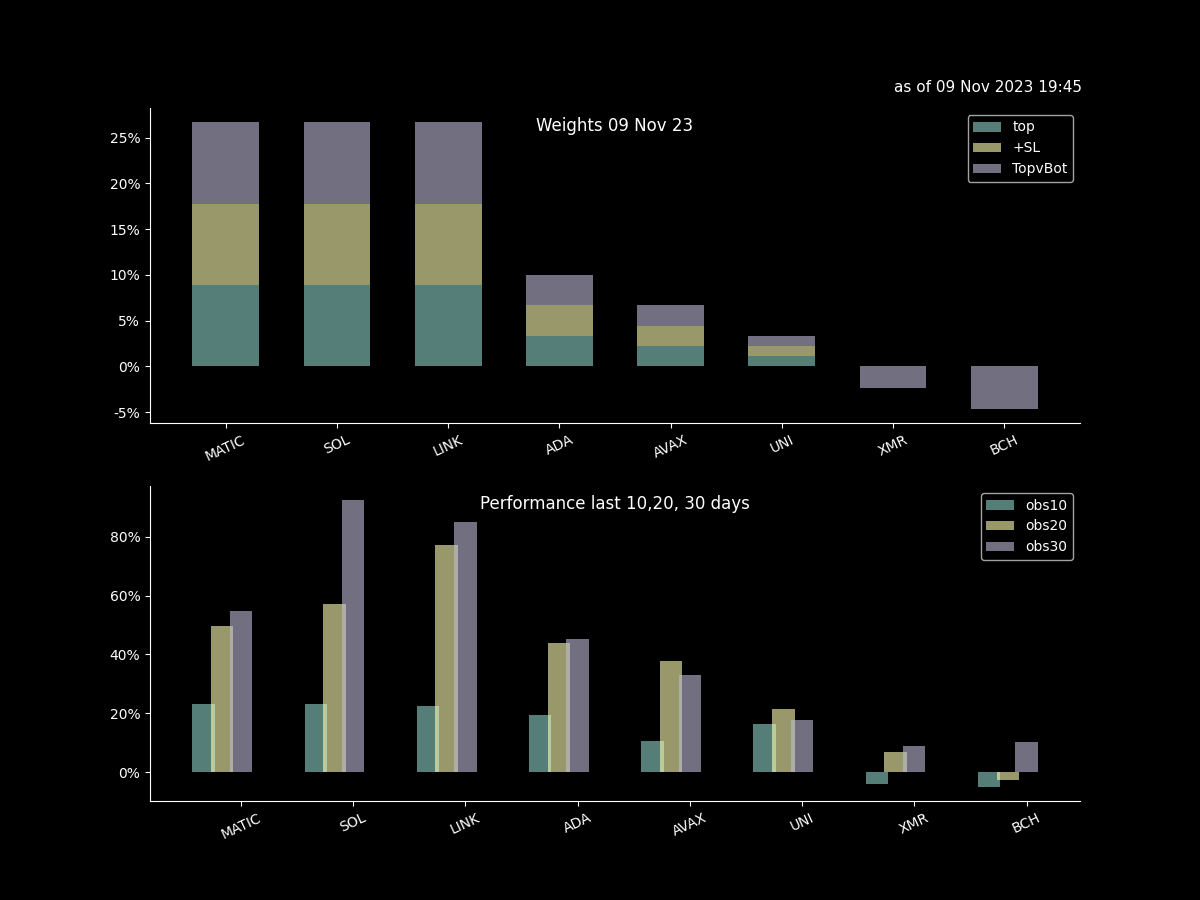 as of 09 Nov 2023 19:45
Weights 09 Nov 23
top
+SL
TopvBot
25%
20%
15%
10%
5%
0%
-5%
MATIC SOL LINK ADA AVAX UNI XMR BCH
Performance last 10,20, 30 days
obs10
obs20
obs30
80%
60%
40%
20%
0%
MATIC SOL LINK ADA AVAX UNI XMR BCH